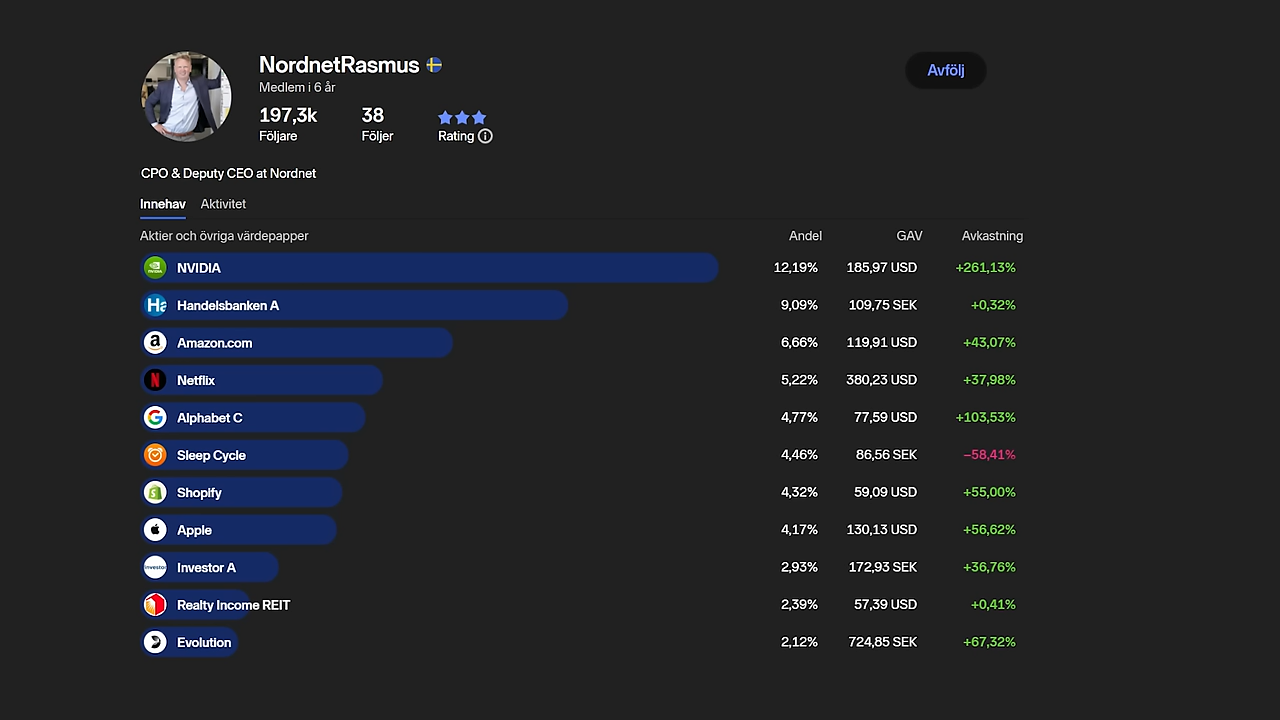 NordnetRasmus
Avfölj
Medlem i 6 år
197,3k 38
Följare Följer Rating
CPO & Deputy CEO at Nordnet
Innehav Aktivitet
Aktier och övriga värdepapper Andel GAV Avkastning
NVIDIA 12,19% 185,97 USD +261,13%
Handelsbanken A 9,09% 109,75 SEK +0,32%
Amazon.com 6,66% 119,91 USD +43,07%
Netflix 5,22% 380,23 USD +37,98%
Alphabet C 4,77% 77,59 USD +103,53%
Sleep Cycle 4,46% 86,56 SEK −58,41%
Shopify 4,32% 59,09 USD +55,00%
Apple 4,17% 130,13 USD +56,62%
Investor A 2,93% 172,93 SEK +36,76%
Realty Income REIT 2,39% 57,39 USD +0,41%
Evolution 2,12% 724,85 SEK +67,32%